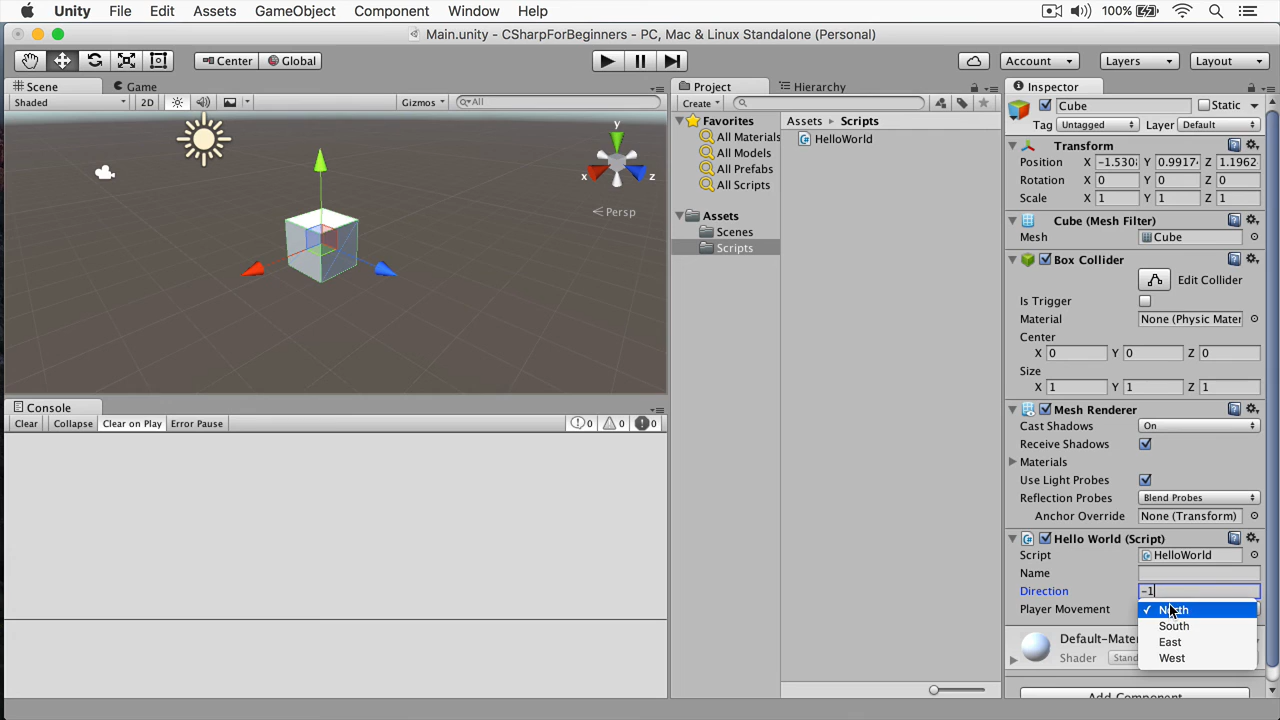 Unity File Edit Assets GameObject Component Window Help 100%
Main.unity - CSharpForBeginners - PC, Mac & Linux Standalone (Personal)
Center Global Account Layers Layout
Scene Game
Shaded 2D Gizmos All
y
x
z
Persp
Console
Clear Collapse Clear on Play Error Pause 0 0 0
Project Hierarchy
Create
Favorites
All Materials
All Models
All Prefabs
All Scripts
Assets
Scenes
Scripts
Assets Scripts
HelloWorld
Inspector
Cube Static
Tag Untagged Layer Default
Transform
Position X -1.530 Y 0.9917 Z 1.1962
Rotation X 0 Y 0 Z 0
Scale X 1 Y 1 Z 1
Cube (Mesh Filter)
Mesh Cube
Box Collider
Edit Collider
Is Trigger
Material None (Physic Mater
Center
X 0 Y 0 Z 0
Size
X 1 Y 1 Z 1
Mesh Renderer
Cast Shadows On
Receive Shadows
Materials
Use Light Probes
Reflection Probes Blend Probes
Anchor Override None (Transform)
Hello World (Script)
Script HelloWorld
Name
Direction -1
Player Movement North
South
East
West
Default-Mater
Shader Stand
Add Component